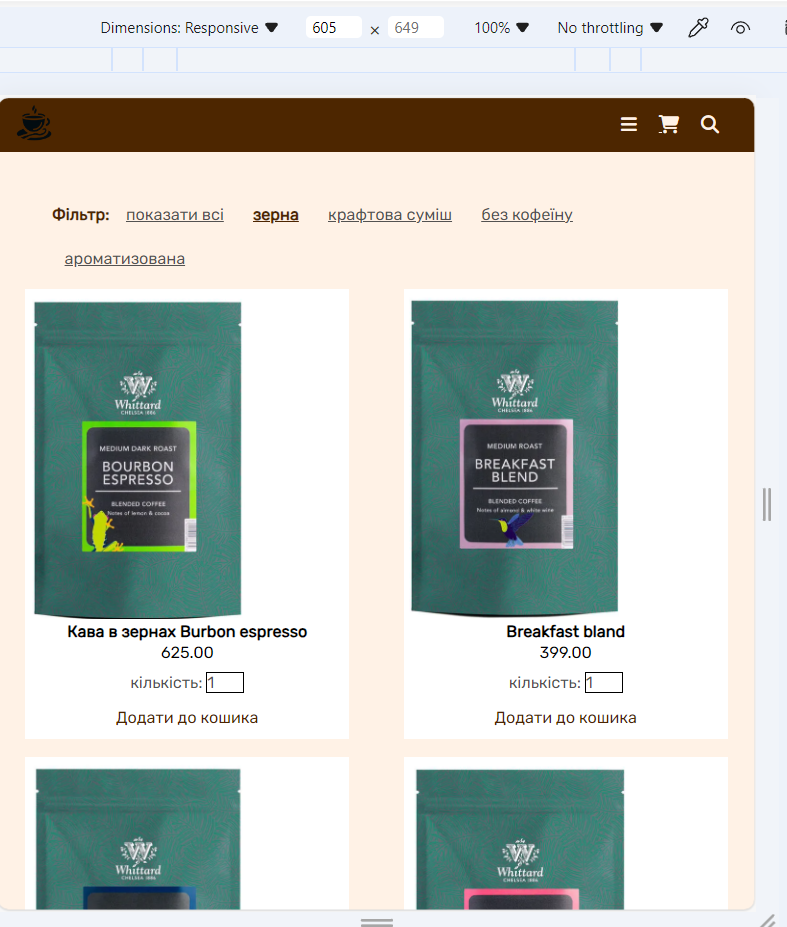 Dimensions: Responsive 605 × 649 100% No throttling
Фільтр: показати всі зерна крафтова суміш без кофеїну
ароматизована
W
Whittard
CHELSEA 1886
MEDIUM DARK ROAST
BOURBON
ESPRESSO
BLENDED COFFEE
Notes of lemon & cocoa
W
Whittard
CHELSEA 1886
MEDIUM ROAST
BREAKFAST
BLEND
BLENDED COFFEE
Notes of almond & white wine
Кава в зернах Burbon espresso
625.00
кількість: 1
Додати до кошика
Breakfast bland
399.00
кількість: 1
Додати до кошика
W
Whittard
CHELSEA 1886
W
Whittard
CHELSEA 1886